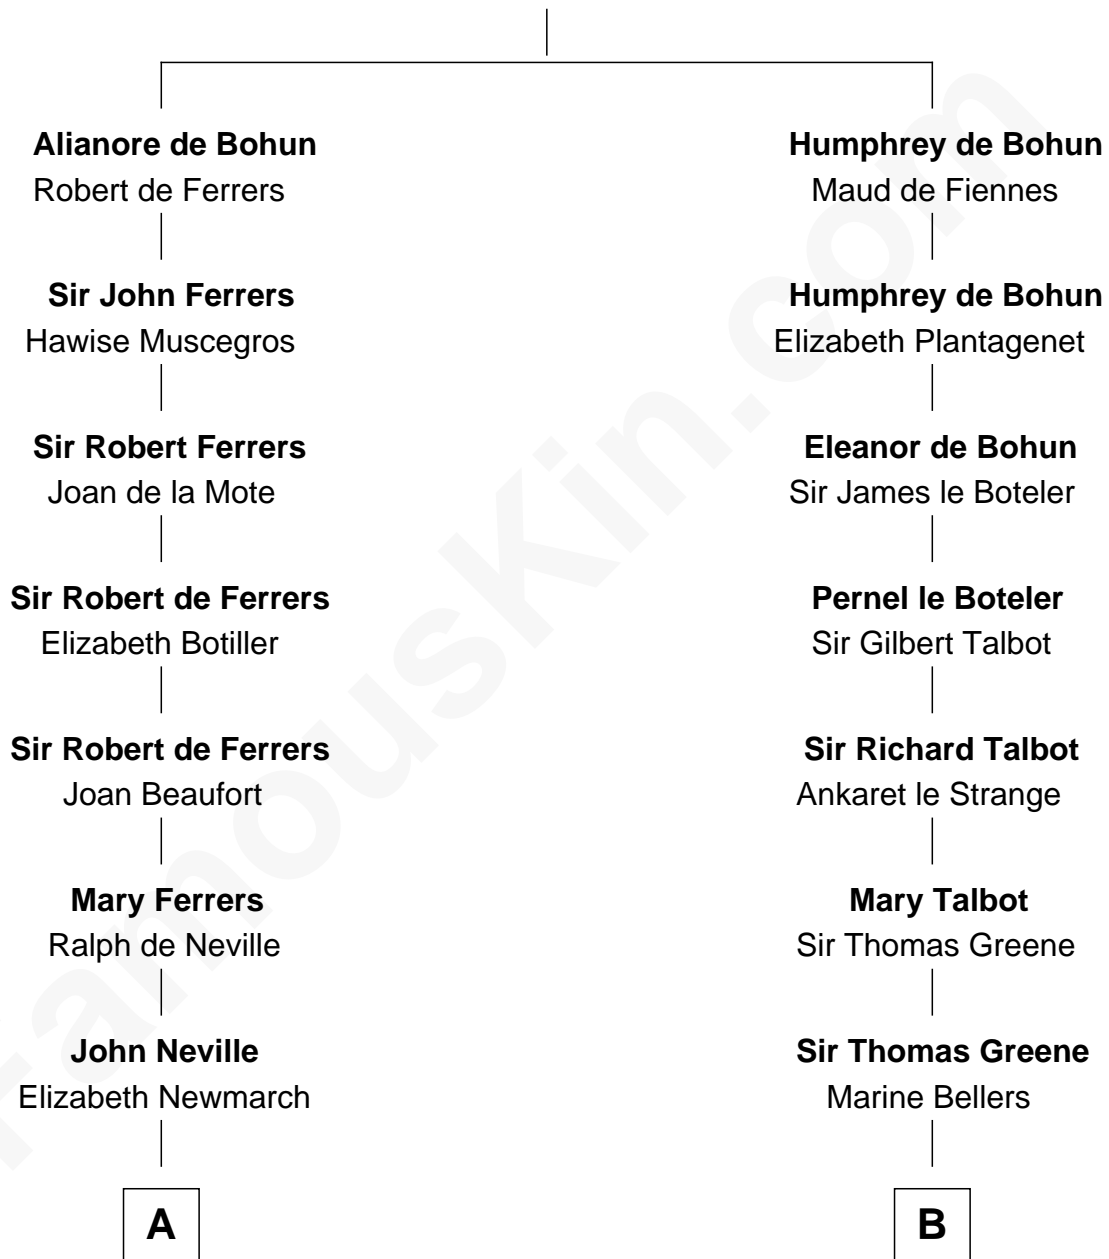 Alianore de Bohun
Robert de Ferrers
Sir John Ferrers
Hawise Muscegros
Sir Robert Ferrers
Joan de la Mote
Sir Robert de Ferrers
Elizabeth Botiller
Sir Robert de Ferrers
Joan Beaufort
Mary Ferrers
Ralph de Neville
John Neville
Elizabeth Newmarch
A
Humphrey de Bohun
Maud de Fiennes
Humphrey de Bohun
Elizabeth Plantagenet
Eleanor de Bohun
Sir James le Boteler
Pernel le Boteler
Sir Gilbert Talbot
Sir Richard Talbot
Ankaret le Strange
Mary Talbot
Sir Thomas Greene
Sir Thomas Greene
Marine Bellers
B
FamousKin.com